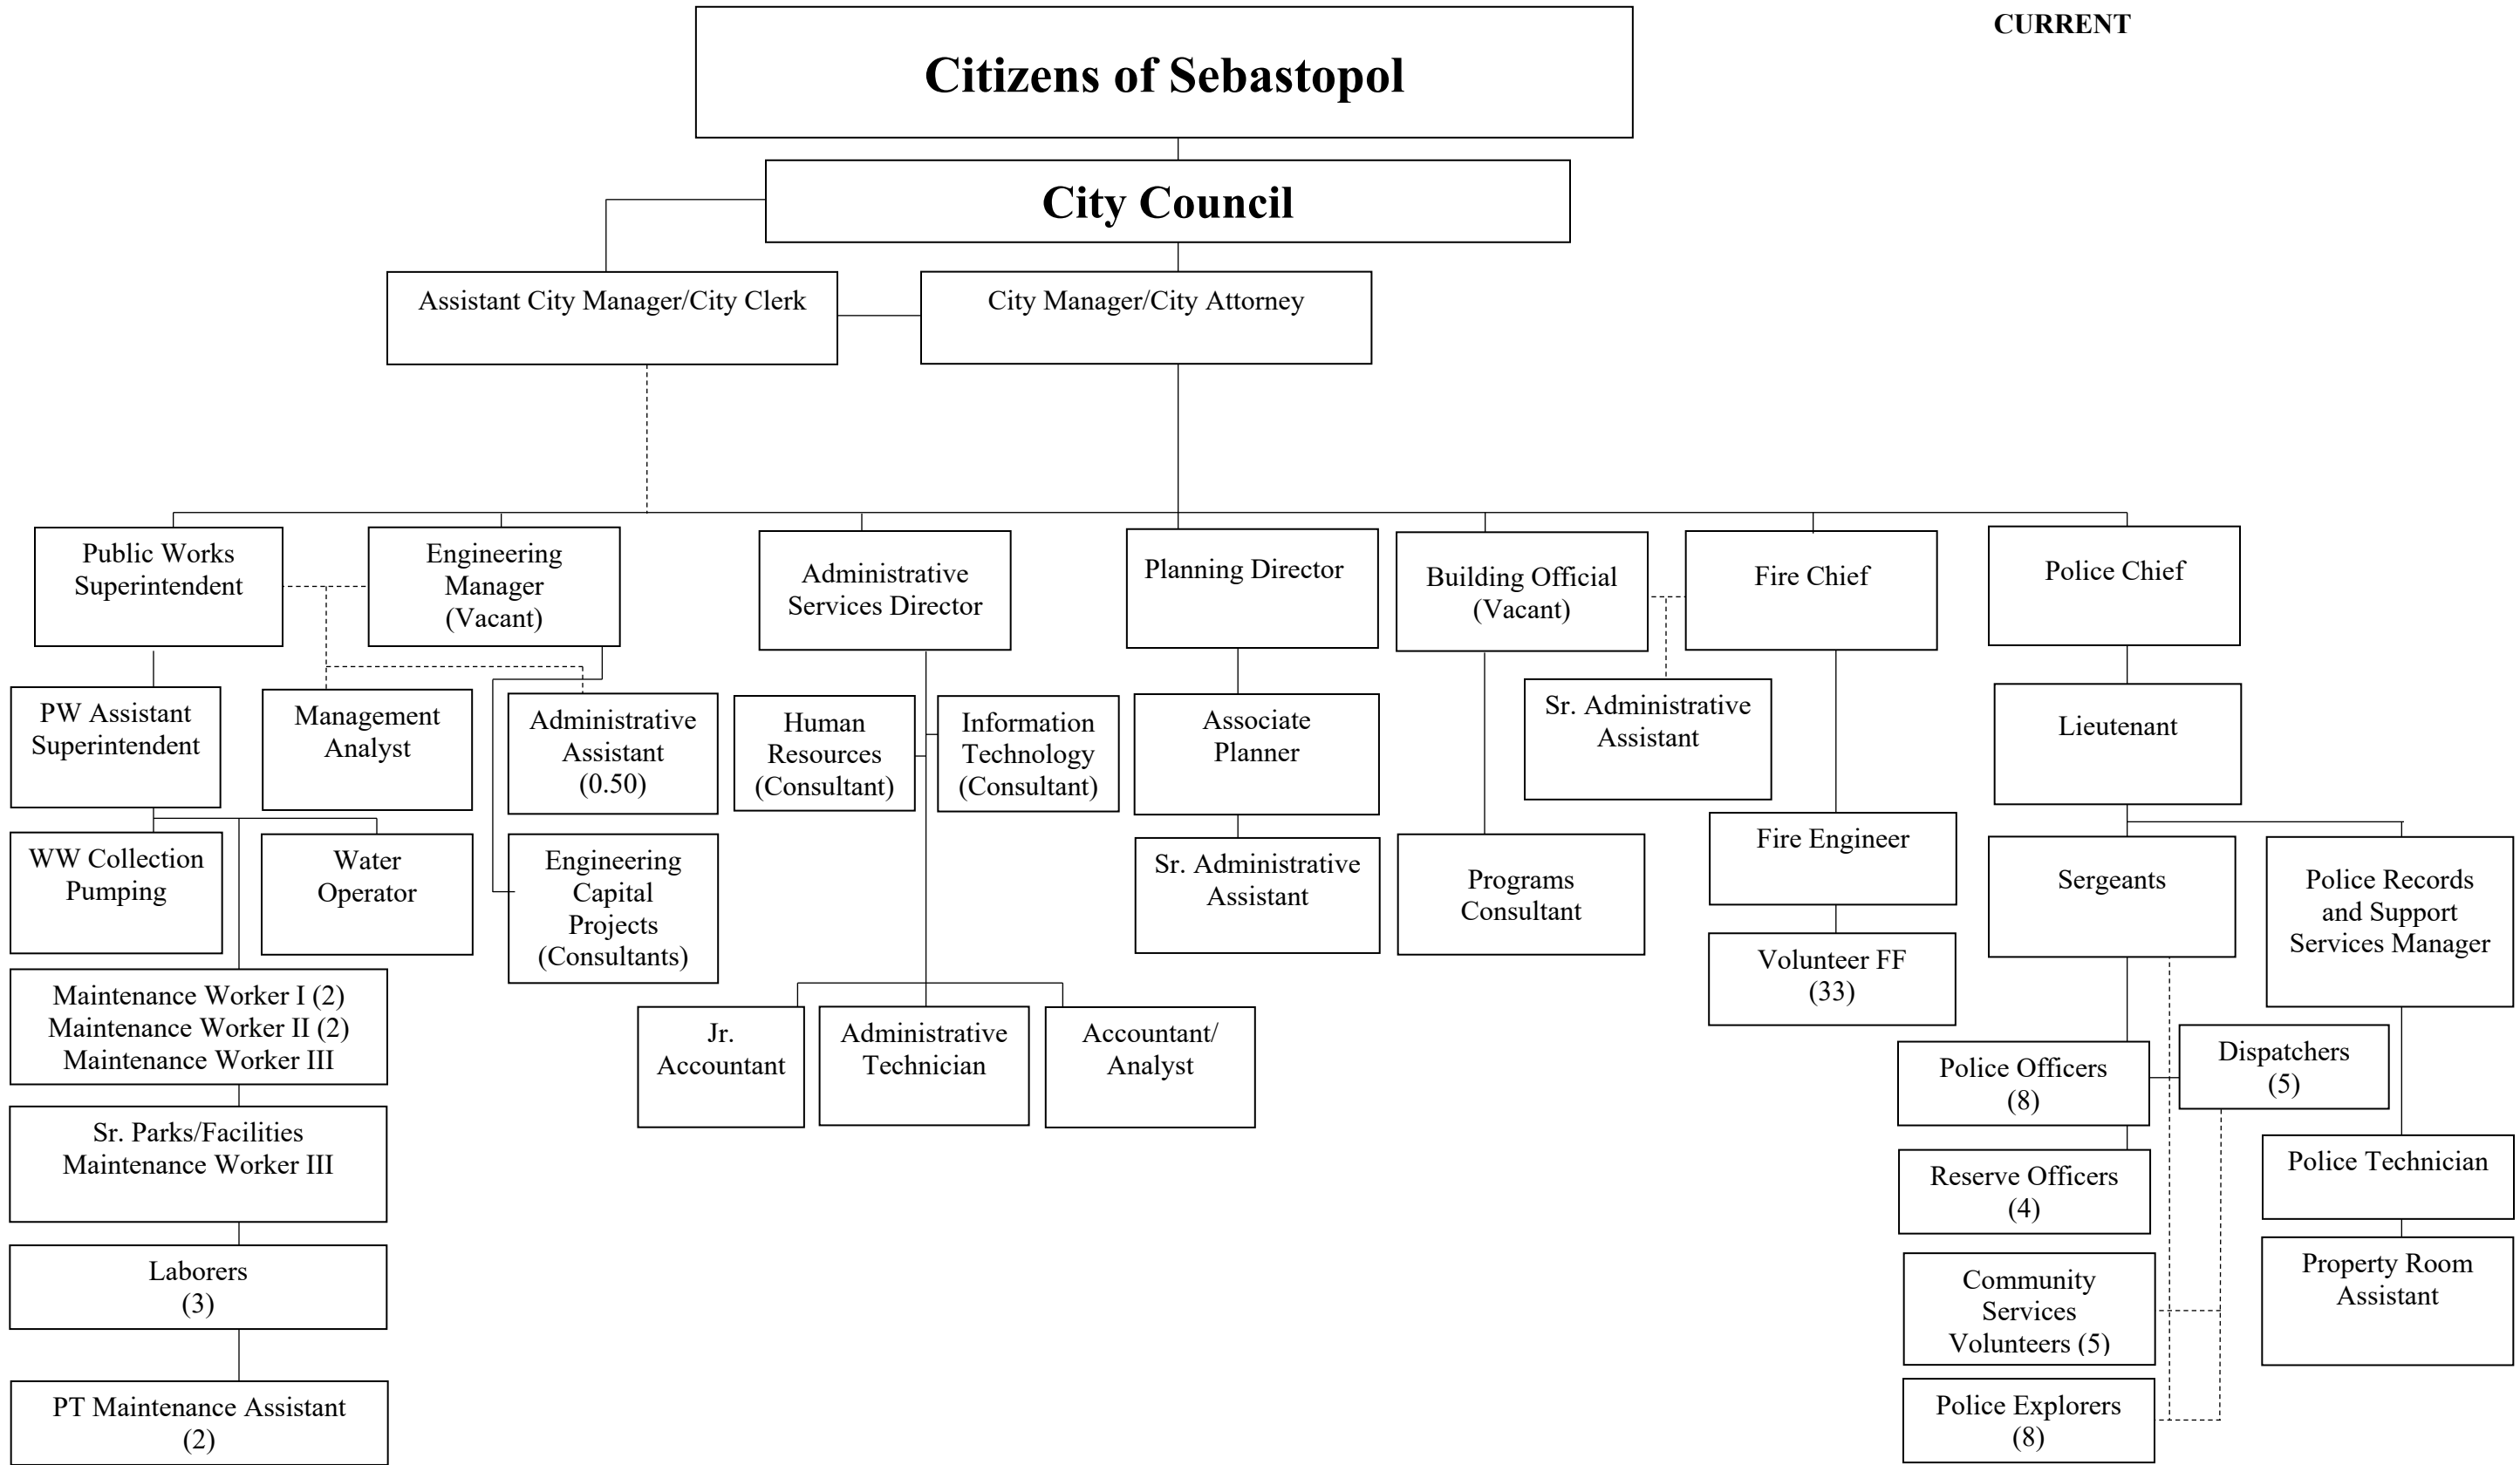 CURRENT
Citizens of Sebastopol
City Council
Assistant City Manager/City Clerk
City Manager/City Attorney
Public Works
Superintendent
Engineering
Manager
(Vacant)
Administrative
Services Director
Planning Director
Building Official
(Vacant)
Fire Chief
Police Chief
PW Assistant
Superintendent
Management
Analyst
Administrative
Assistant
(0.50)
Human
Resources
(Consultant)
Information
Technology
(Consultant)
Associate
Planner
Sr. Administrative
Assistant
Lieutenant
WW Collection
Pumping
Water
Operator
Engineering
Capital
Projects
(Consultants)
Sr. Administrative
Assistant
Programs
Consultant
Fire Engineer
Sergeants
Police Records
and Support
Services Manager
Volunteer FF
(33)
Maintenance Worker I (2)
Maintenance Worker II (2)
Maintenance Worker III
Jr.
Accountant
Administrative
Technician
Accountant/
Analyst
Police Officers
(8)
Dispatchers
(5)
Sr. Parks/Facilities
Maintenance Worker III
Reserve Officers
(4)
Police Technician
Laborers
(3)
Community
Services
Volunteers (5)
Property Room
Assistant
PT Maintenance Assistant
(2)
Police Explorers
(8)